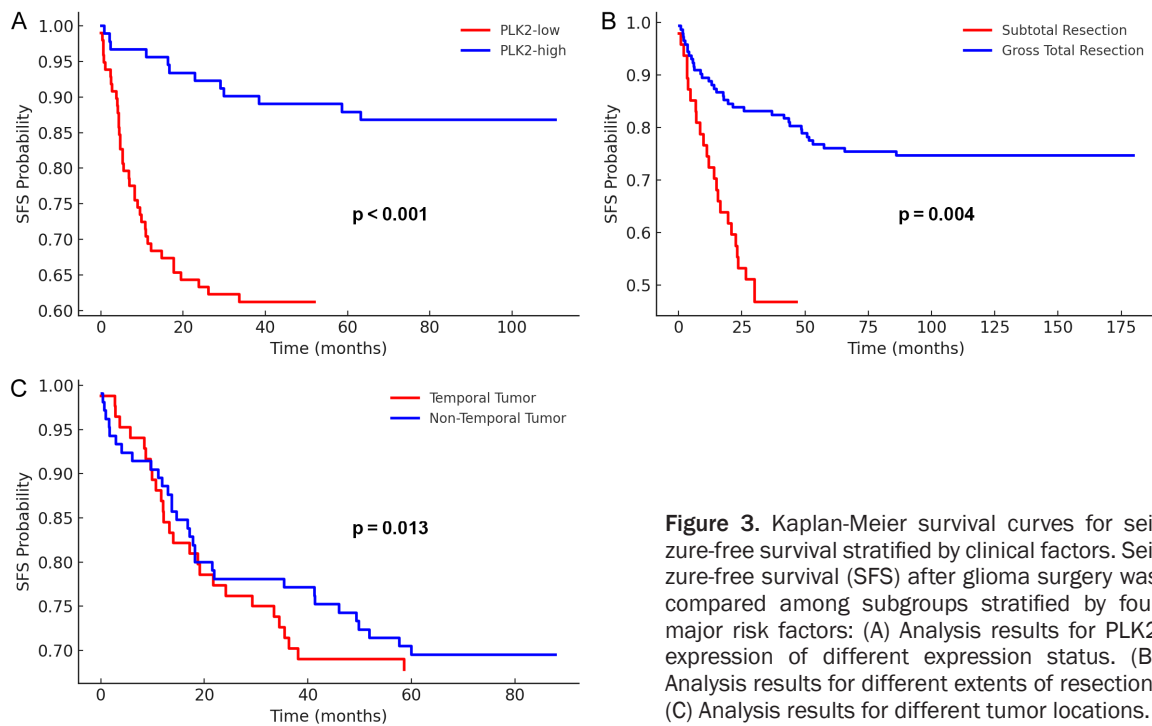 A
1.00
0.95
0.90
0.85
0.80
0.75
0.70
0.65
0.60
SFS Probability
PLK2-low
PLK2-high
p < 0.001
0 20 40 60 80 100
Time (months)
B
1.0
0.9
0.8
0.7
0.6
0.5
SFS Probability
Subtotal Resection
Gross Total Resection
p = 0.004
0 25 50 75 100 125 150 175
Time (months)
C
1.00
0.95
0.90
0.85
0.80
0.75
0.70
SFS Probability
Temporal Tumor
Non-Temporal Tumor
p = 0.013
0 20 40 60 80
Time (months)
Figure 3. Kaplan-Meier survival curves for sei
zure-free survival stratified by clinical factors. Sei
zure-free survival (SFS) after glioma surgery was
compared among subgroups stratified by fou
major risk factors: (A) Analysis results for PLK2
expression of different expression status. (B
Analysis results for different extents of resection
(C) Analysis results for different tumor locations.